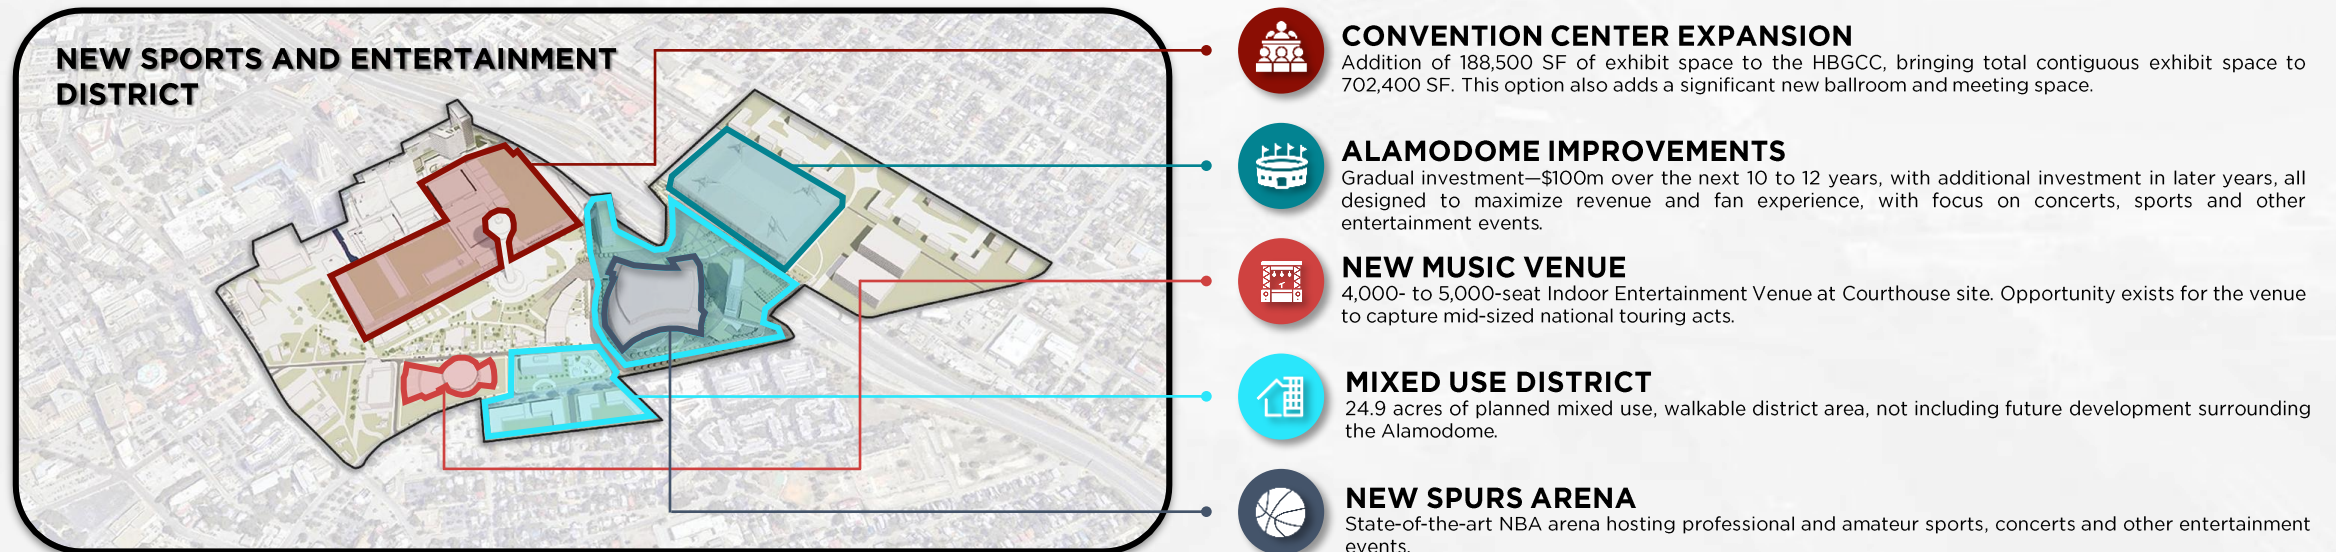 NEW SPORTS AND ENTERTAINMENT
DISTRICT
CONVENTION CENTER EXPANSION
Addition of 188,500 SF of exhibit space to the HBGCC, bringing total contiguous exhibit space to
702,400 SF. This option also adds a significant new ballroom and meeting space.
ALAMODOME IMPROVEMENTS
Gradual investment—$100m over the next 10 to 12 years, with additional investment in later years, all
designed to maximize revenue and fan experience, with focus on concerts, sports and other
entertainment events.
NEW MUSIC VENUE
4,000- to 5,000-seat Indoor Entertainment Venue at Courthouse site. Opportunity exists for the venue
to capture mid-sized national touring acts.
MIXED USE DISTRICT
24.9 acres of planned mixed use, walkable district area, not including future development surrounding
the Alamodome.
NEW SPURS ARENA
State-of-the-art NBA arena hosting professional and amateur sports, concerts and other entertainment
events.